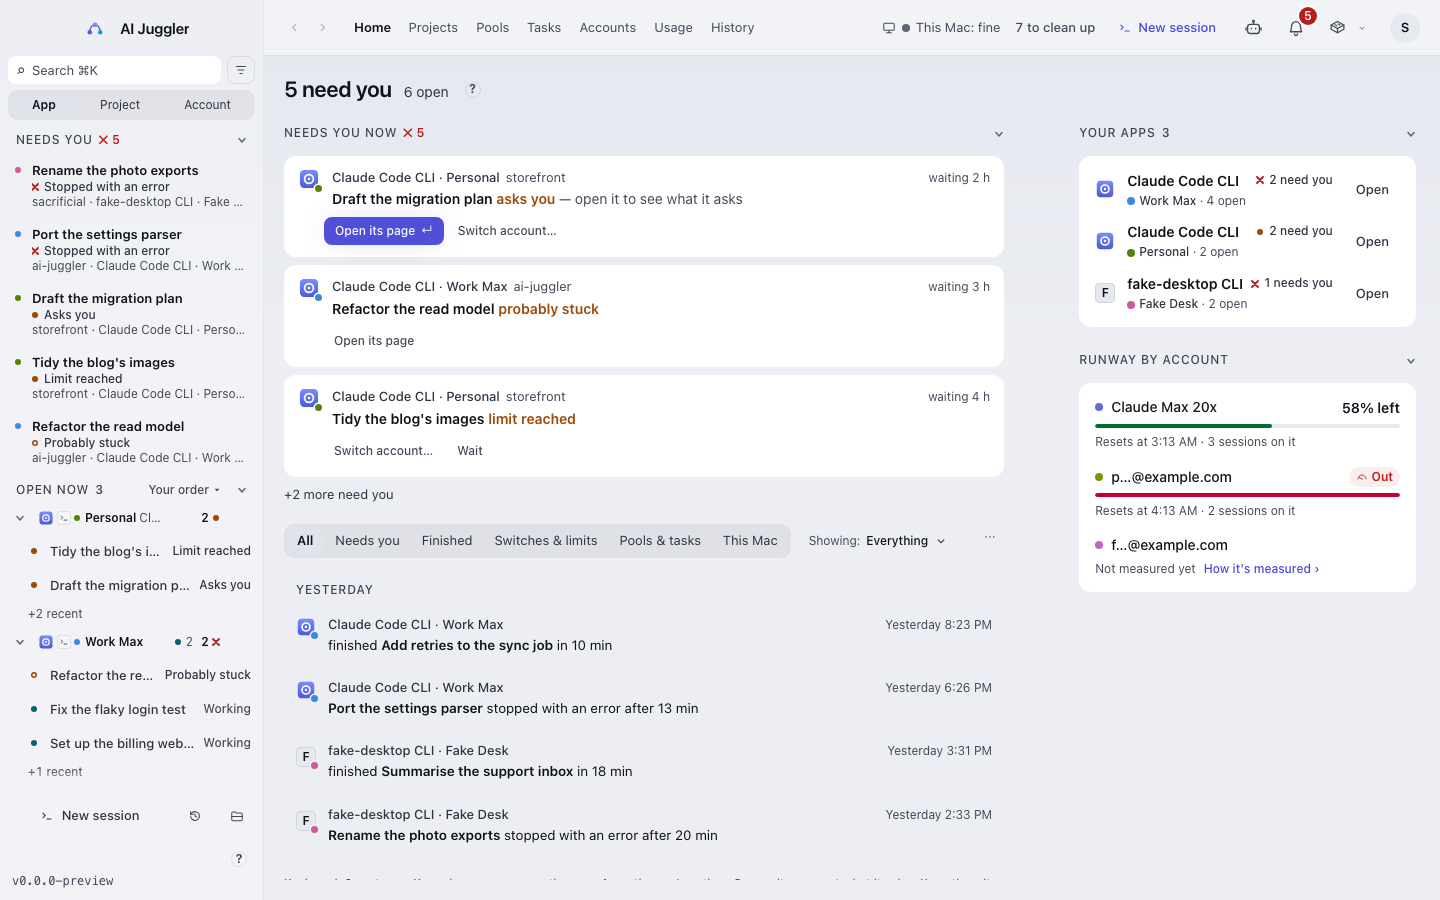 AI Juggler
Search ⌘K
App Project Account
NEEDS YOU 5
Rename the photo exports
Stopped with an error
sacrificial · fake-desktop CLI · Fake ...
Port the settings parser
Stopped with an error
ai-juggler · Claude Code CLI · Work ...
Draft the migration plan
Asks you
storefront · Claude Code CLI · Perso...
Tidy the blog's images
Limit reached
storefront · Claude Code CLI · Perso...
Refactor the read model
Probably stuck
ai-juggler · Claude Code CLI · Work ...
OPEN NOW 3 Your order
Personal Cl... 2
Tidy the blog's i... Limit reached
Draft the migration p... Asks you
+2 recent
Work Max 2 2
Refactor the re... Probably stuck
Fix the flaky login test Working
Set up the billing web... Working
+1 recent
New session
?
v0.0.0-preview
Home Projects Pools Tasks Accounts Usage History
This Mac: fine 7 to clean up New session 5 S
5 need you 6 open ?
NEEDS YOU NOW 5
Claude Code CLI · Personal storefront waiting 2 h
Draft the migration plan asks you — open it to see what it asks
Open its page ↵ Switch account...
Claude Code CLI · Work Max ai-juggler waiting 3 h
Refactor the read model probably stuck
Open its page
Claude Code CLI · Personal storefront waiting 4 h
Tidy the blog's images limit reached
Switch account... Wait
+2 more need you
All Needs you Finished Switches & limits Pools & tasks This Mac Showing: Everything ...
YESTERDAY
Claude Code CLI · Work Max Yesterday 8:23 PM
finished Add retries to the sync job in 10 min
Claude Code CLI · Work Max Yesterday 6:26 PM
Port the settings parser stopped with an error after 13 min
F fake-desktop CLI · Fake Desk Yesterday 3:31 PM
finished Summarise the support inbox in 18 min
F fake-desktop CLI · Fake Desk Yesterday 2:33 PM
Rename the photo exports stopped with an error after 20 min
YOUR APPS 3
Claude Code CLI 2 need you Open
Work Max · 4 open
Claude Code CLI 2 need you Open
Personal · 2 open
F fake-desktop CLI 1 needs you Open
Fake Desk · 2 open
RUNWAY BY ACCOUNT
Claude Max 20x 58% left
Resets at 3:13 AM · 3 sessions on it
p...@example.com Out
Resets at 4:13 AM · 2 sessions on it
f...@example.com
Not measured yet How it's measured ›